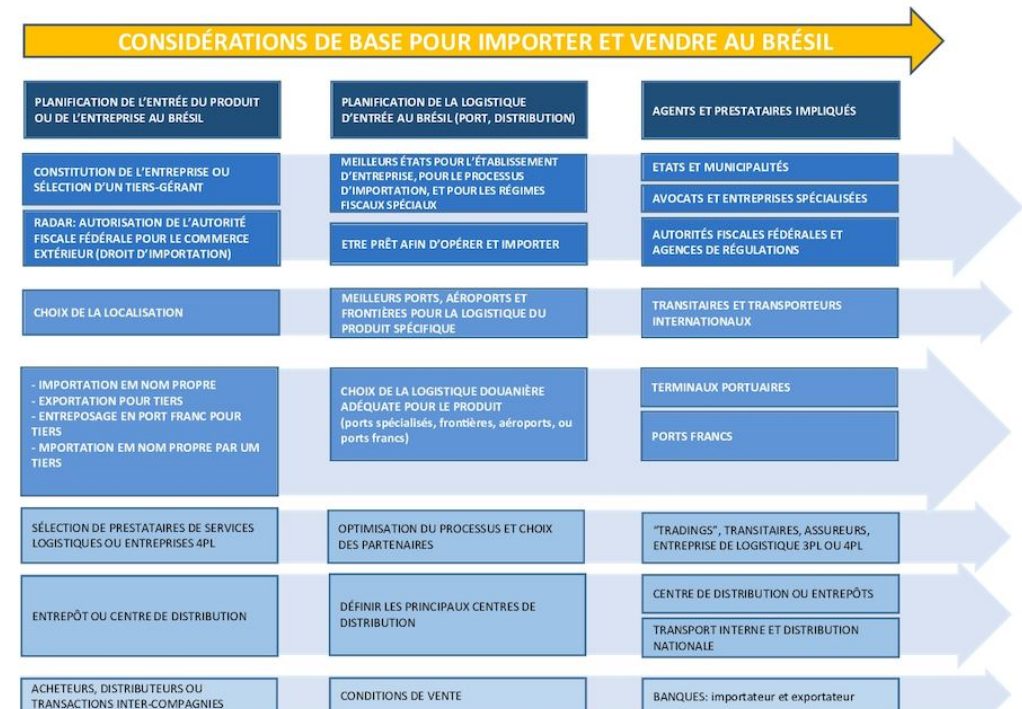 CONSIDÉRATIONS DE BASE POUR IMPORTER ET VENDRE AU BRÉSIL
PLANIFICATION DE L'ENTRÉE DU PRODUIT
OU DE L'ENTREPRISE AU BRÉSIL
PLANIFICATION DE LA LOGISTIQUE
D'ENTRÉE AU BRÉSIL (PORT, DISTRIBUTION)
AGENTS ET PRESTATAIRES IMPLIQUÉS
CONSTITUTION DE L'ENTREPRISE OU
SÉLECTION D'UN TIERS-GÉRANT
MEILLEURS ÉTATS POUR L'ÉTABLISSEMENT
D'ENTREPRISE, POUR LE PROCESSUS
D'IMPORTATION, ET POUR LES RÉGIMES
FISCAUX SPÉCIAUX
ETATS ET MUNICIPALITÉS
AVOCATS ET ENTREPRISES SPÉCIALISÉES
RADAR: AUTORISATION DE L'AUTORITÉ
FISCALE FÉDÉRALE POUR LE COMMERCE
EXTÉRIEUR (DROIT D'IMPORTATION)
ETRE PRÊT AFIN D'OPÉRER ET IMPORTER
AUTORITÉS FISCALES FÉDÉRALES ET
AGENCES DE RÉGULATIONS
CHOIX DE LA LOCALISATION
MEILLEURS PORTS, AÉROPORTS ET
FRONTIÈRES POUR LA LOGISTIQUE DU
PRODUIT SPÉCIFIQUE
TRANSITAIRES ET TRANSPORTEURS
INTERNATIONAUX
- IMPORTATION EM NOM PROPRE
- EXPORTATION POUR TIERS
- ENTREPOSAGE EN PORT FRANC POUR
TIERS
- MPORTATION EM NOM PROPRE PAR UM
TIERS
CHOIX DE LA LOGISTIQUE DOUANIÈRE
ADÉQUATE POUR LE PRODUIT
(ports spécialisés, frontières, aéroports, ou
ports francs)
TERMINAUX PORTUAIRES
PORTS FRANCS
SÉLECTION DE PRESTATAIRES DE SERVICES
LOGISTIQUES OU ENTREPRISES 4PL
OPTIMISATION DU PROCESSUS ET CHOIX
DES PARTENAIRES
"TRADINGS", TRANSITAIRES, ASSUREURS,
ENTREPRISE DE LOGISTIQUE 3PL OU 4PL
ENTREPÔT OU CENTRE DE DISTRIBUTION
DÉFINIR LES PRINCIPAUX CENTRES DE
DISTRIBUTION
CENTRE DE DISTRIBUTION OU ENTREPÔTS
TRANSPORT INTERNE ET DISTRIBUTION
NATIONALE
ACHETEURS, DISTRIBUTEURS OU
TRANSACTIONS INTER-COMPAGNIES
CONDITIONS DE VENTE
BANQUES: importateur et exportateur